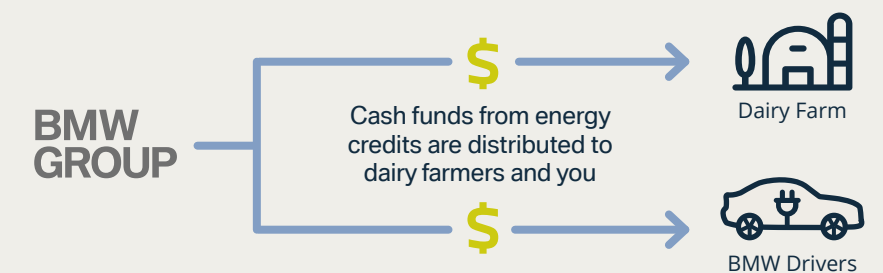 $
Dairy Farm
BMW
GROUP
Cash funds from energy
credits are distributed to
dairy farmers and you
$
BMW Drivers